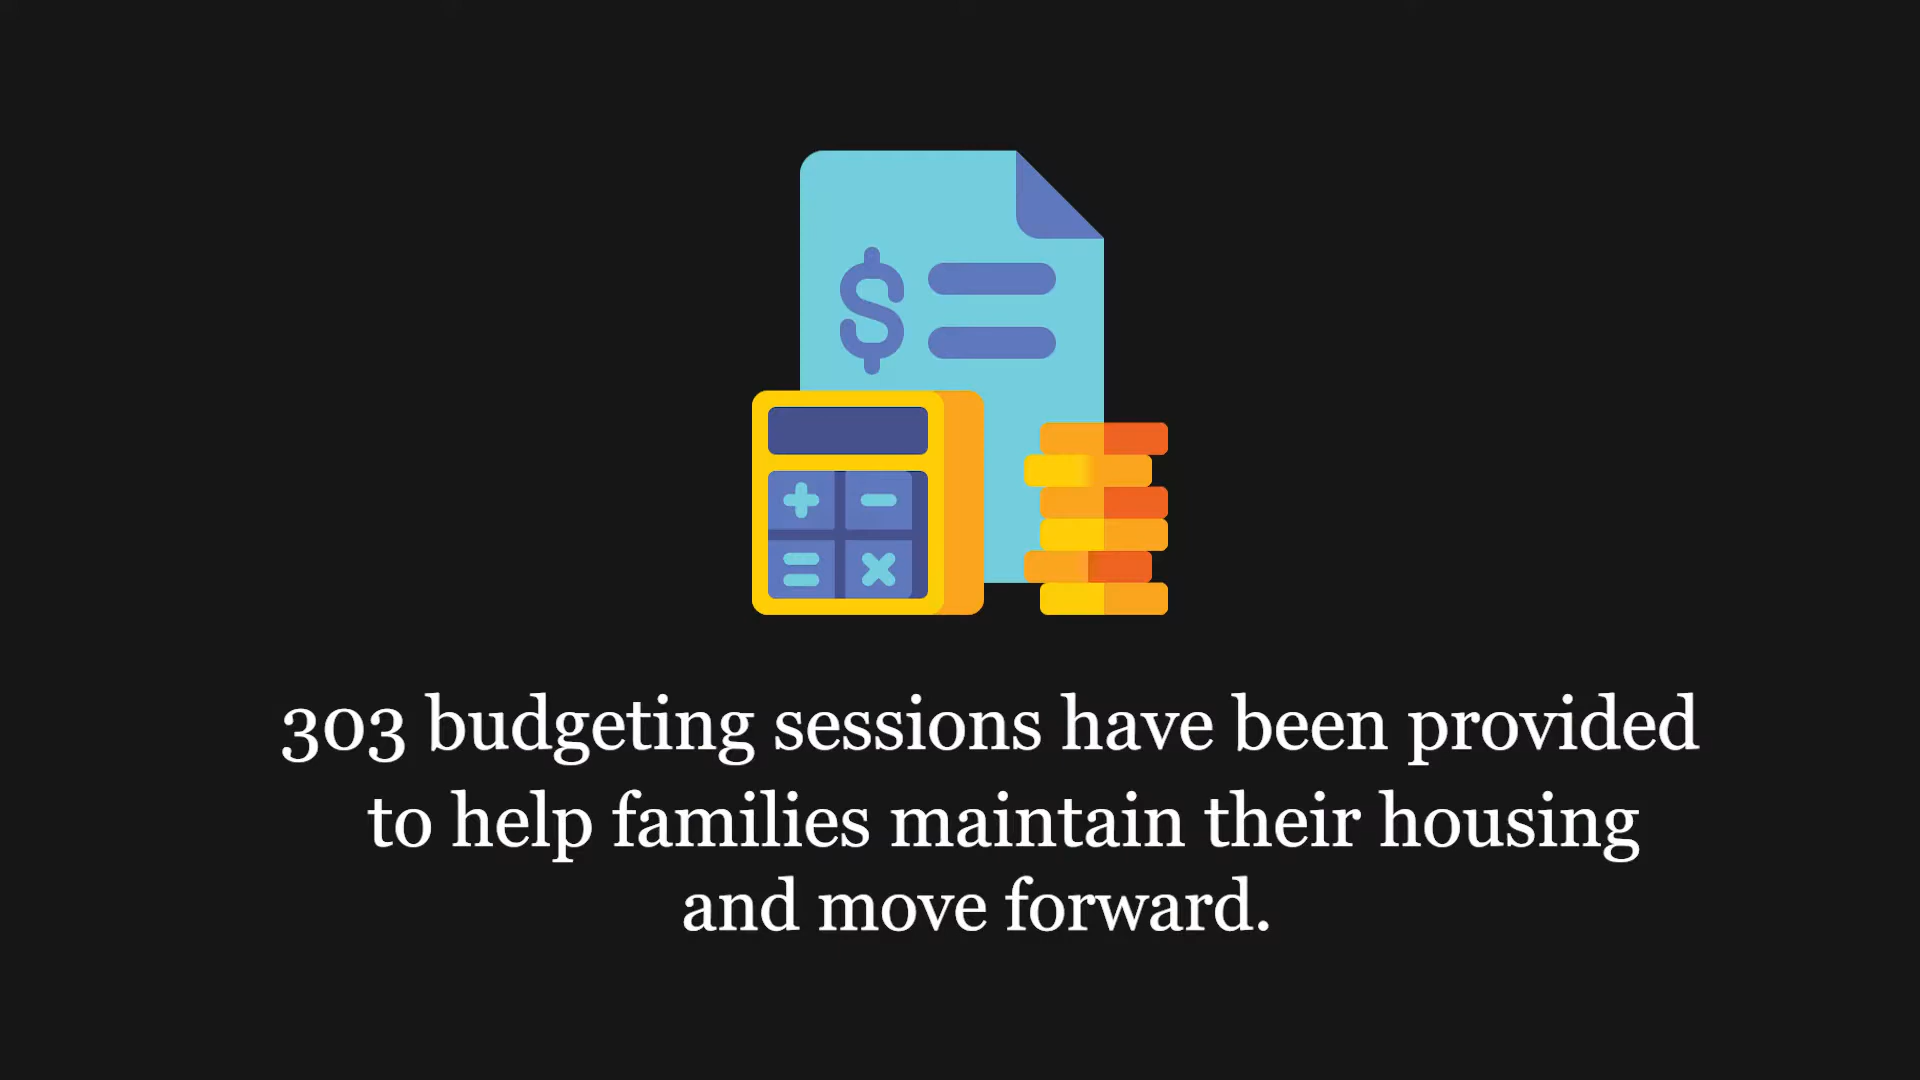 $
303 budgeting sessions have been provided
to help families maintain their housing
and move forward.